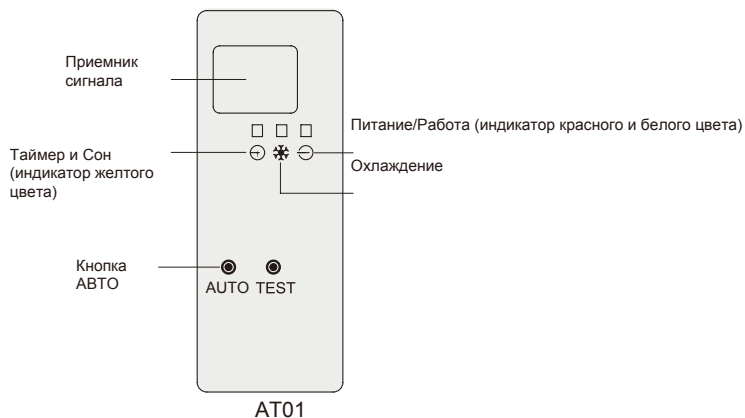 Приемник
сигнала
Питание/Работа (индикатор красного и белого цвета)
Таймер и Сон
(индикатор желтого
цвета)
Охлаждение
Кнопка
АВТО
AUTO TEST
AT01